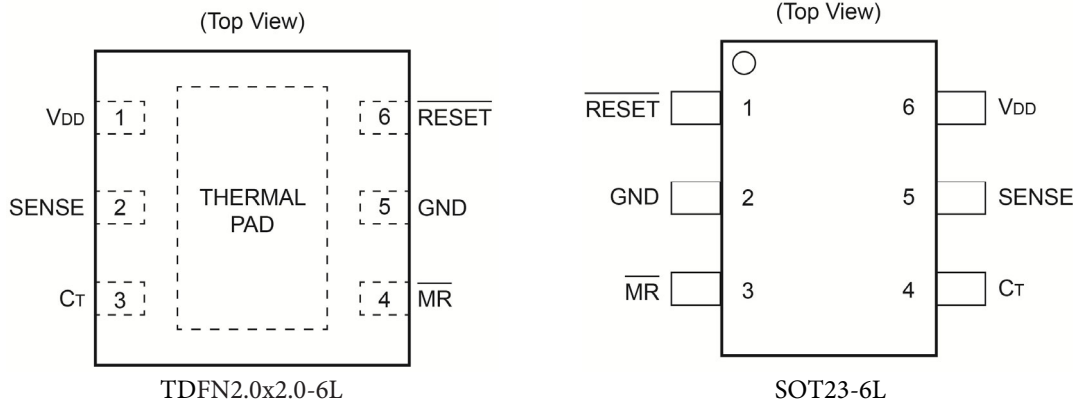 (Top View)
VDD 1 6 RESET
SENSE 2 THERMAL PAD 5 GND
CT 3 4 MR
TDFN2.0x2.0-6L
(Top View)
RESET 1 6 VDD
GND 2 5 SENSE
MR 3 4 CT
SOT23-6L